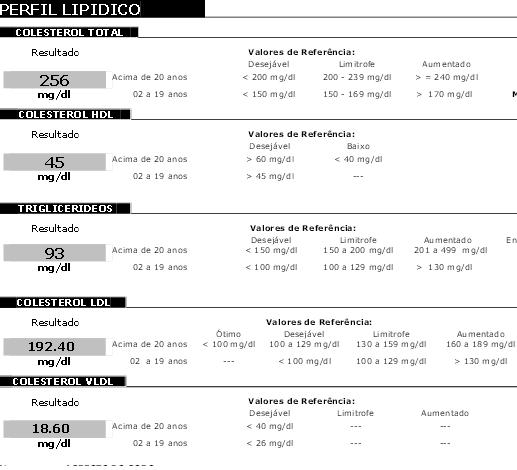 PERFIL LIPIDICO
COLESTEROL TOTAL
Resultado Valores de Referência:
Desejável Limitrofe Aumentado
256 Acima de 20 anos < 200 mg/dl 200 - 239 mg/dl > = 240 mg/dl
mg/dl 02 a 19 anos < 150 mg/dl 150 - 169 mg/dl > 170 mg/dl M
COLESTEROL HDL
Resultado Valores de Referência:
Desejável Baixo
45 Acima de 20 anos > 60 mg/dl < 40 mg/dl
mg/dl 02 a 19 anos > 45 mg/dl ---
TRIGLICERIDEOS
Resultado Valores de Referência:
Desejável Limitrofe Aumentado En
93 Acima de 20 anos < 150 mg/dl 150 a 200 mg/dl 201 a 499 mg/dl
mg/dl 02 a 19 anos < 100 mg/dl 100 a 129 mg/dl > 130 mg/dl
COLESTEROL LDL
Resultado Valores de Referência:
Ótimo Desejável Limitrofe Aumentado
192.40 Acima de 20 anos < 100 mg/dl 100 a 129 mg/dl 130 a 159 mg/dl 160 a 189 mg/dl
mg/dl 02 a 19 anos --- < 100 mg/dl 100 a 129 mg/dl > 130 mg/dl
COLESTEROL VLDL
Resultado Valores de Referência:
Desejável Limitrofe Aumentado
18.60 Acima de 20 anos < 40 mg/dl --- ---
mg/dl 02 a 19 anos < 26 mg/dl --- ---